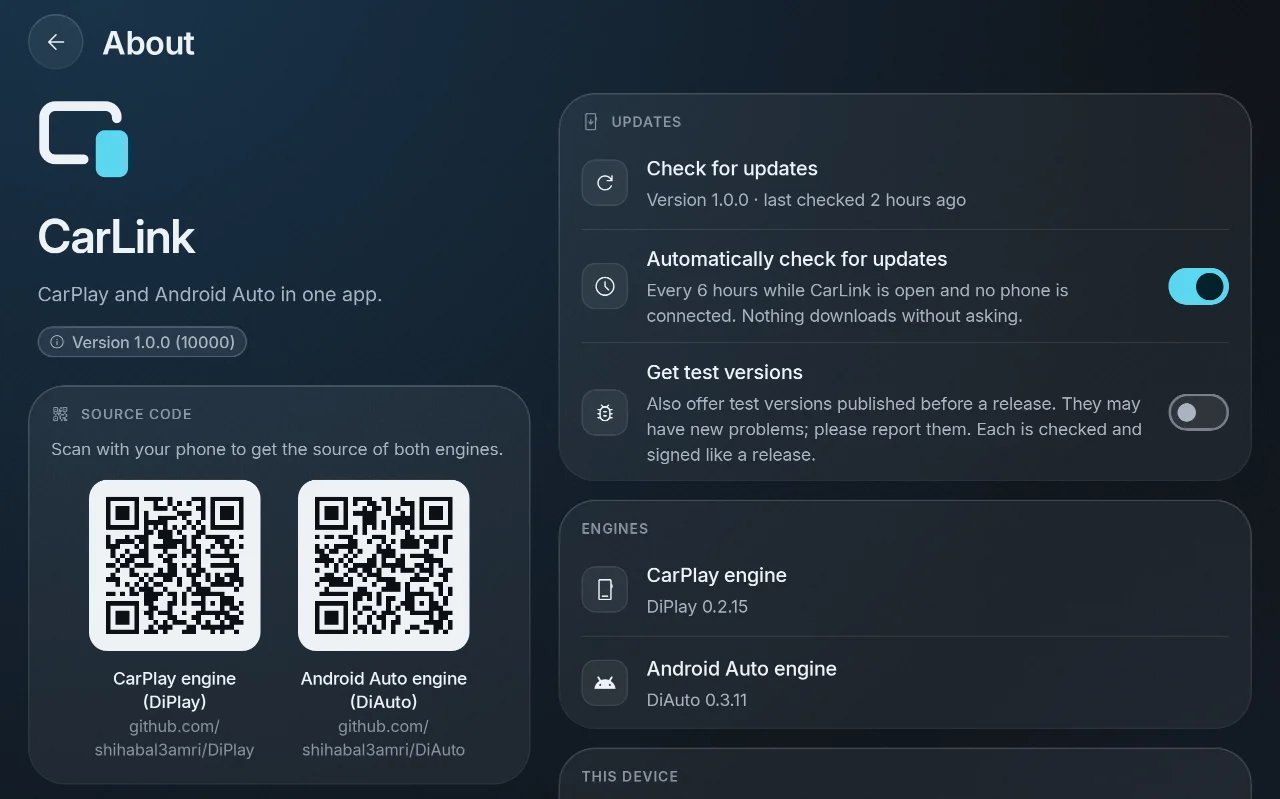 About
CarLink
CarPlay and Android Auto in one app.
Version 1.0.0 (10000)
SOURCE CODE
Scan with your phone to get the source of both engines.
CarPlay engine
(DiPlay)
github.com/
shihabal3amri/DiPlay
Android Auto engine
(DiAuto)
github.com/
shihabal3amri/DiAuto
UPDATES
Check for updates
Version 1.0.0 · last checked 2 hours ago
Automatically check for updates
Every 6 hours while CarLink is open and no phone is
connected. Nothing downloads without asking.
Get test versions
Also offer test versions published before a release. They may
have new problems; please report them. Each is checked and
signed like a release.
ENGINES
CarPlay engine
DiPlay 0.2.15
Android Auto engine
DiAuto 0.3.11
THIS DEVICE